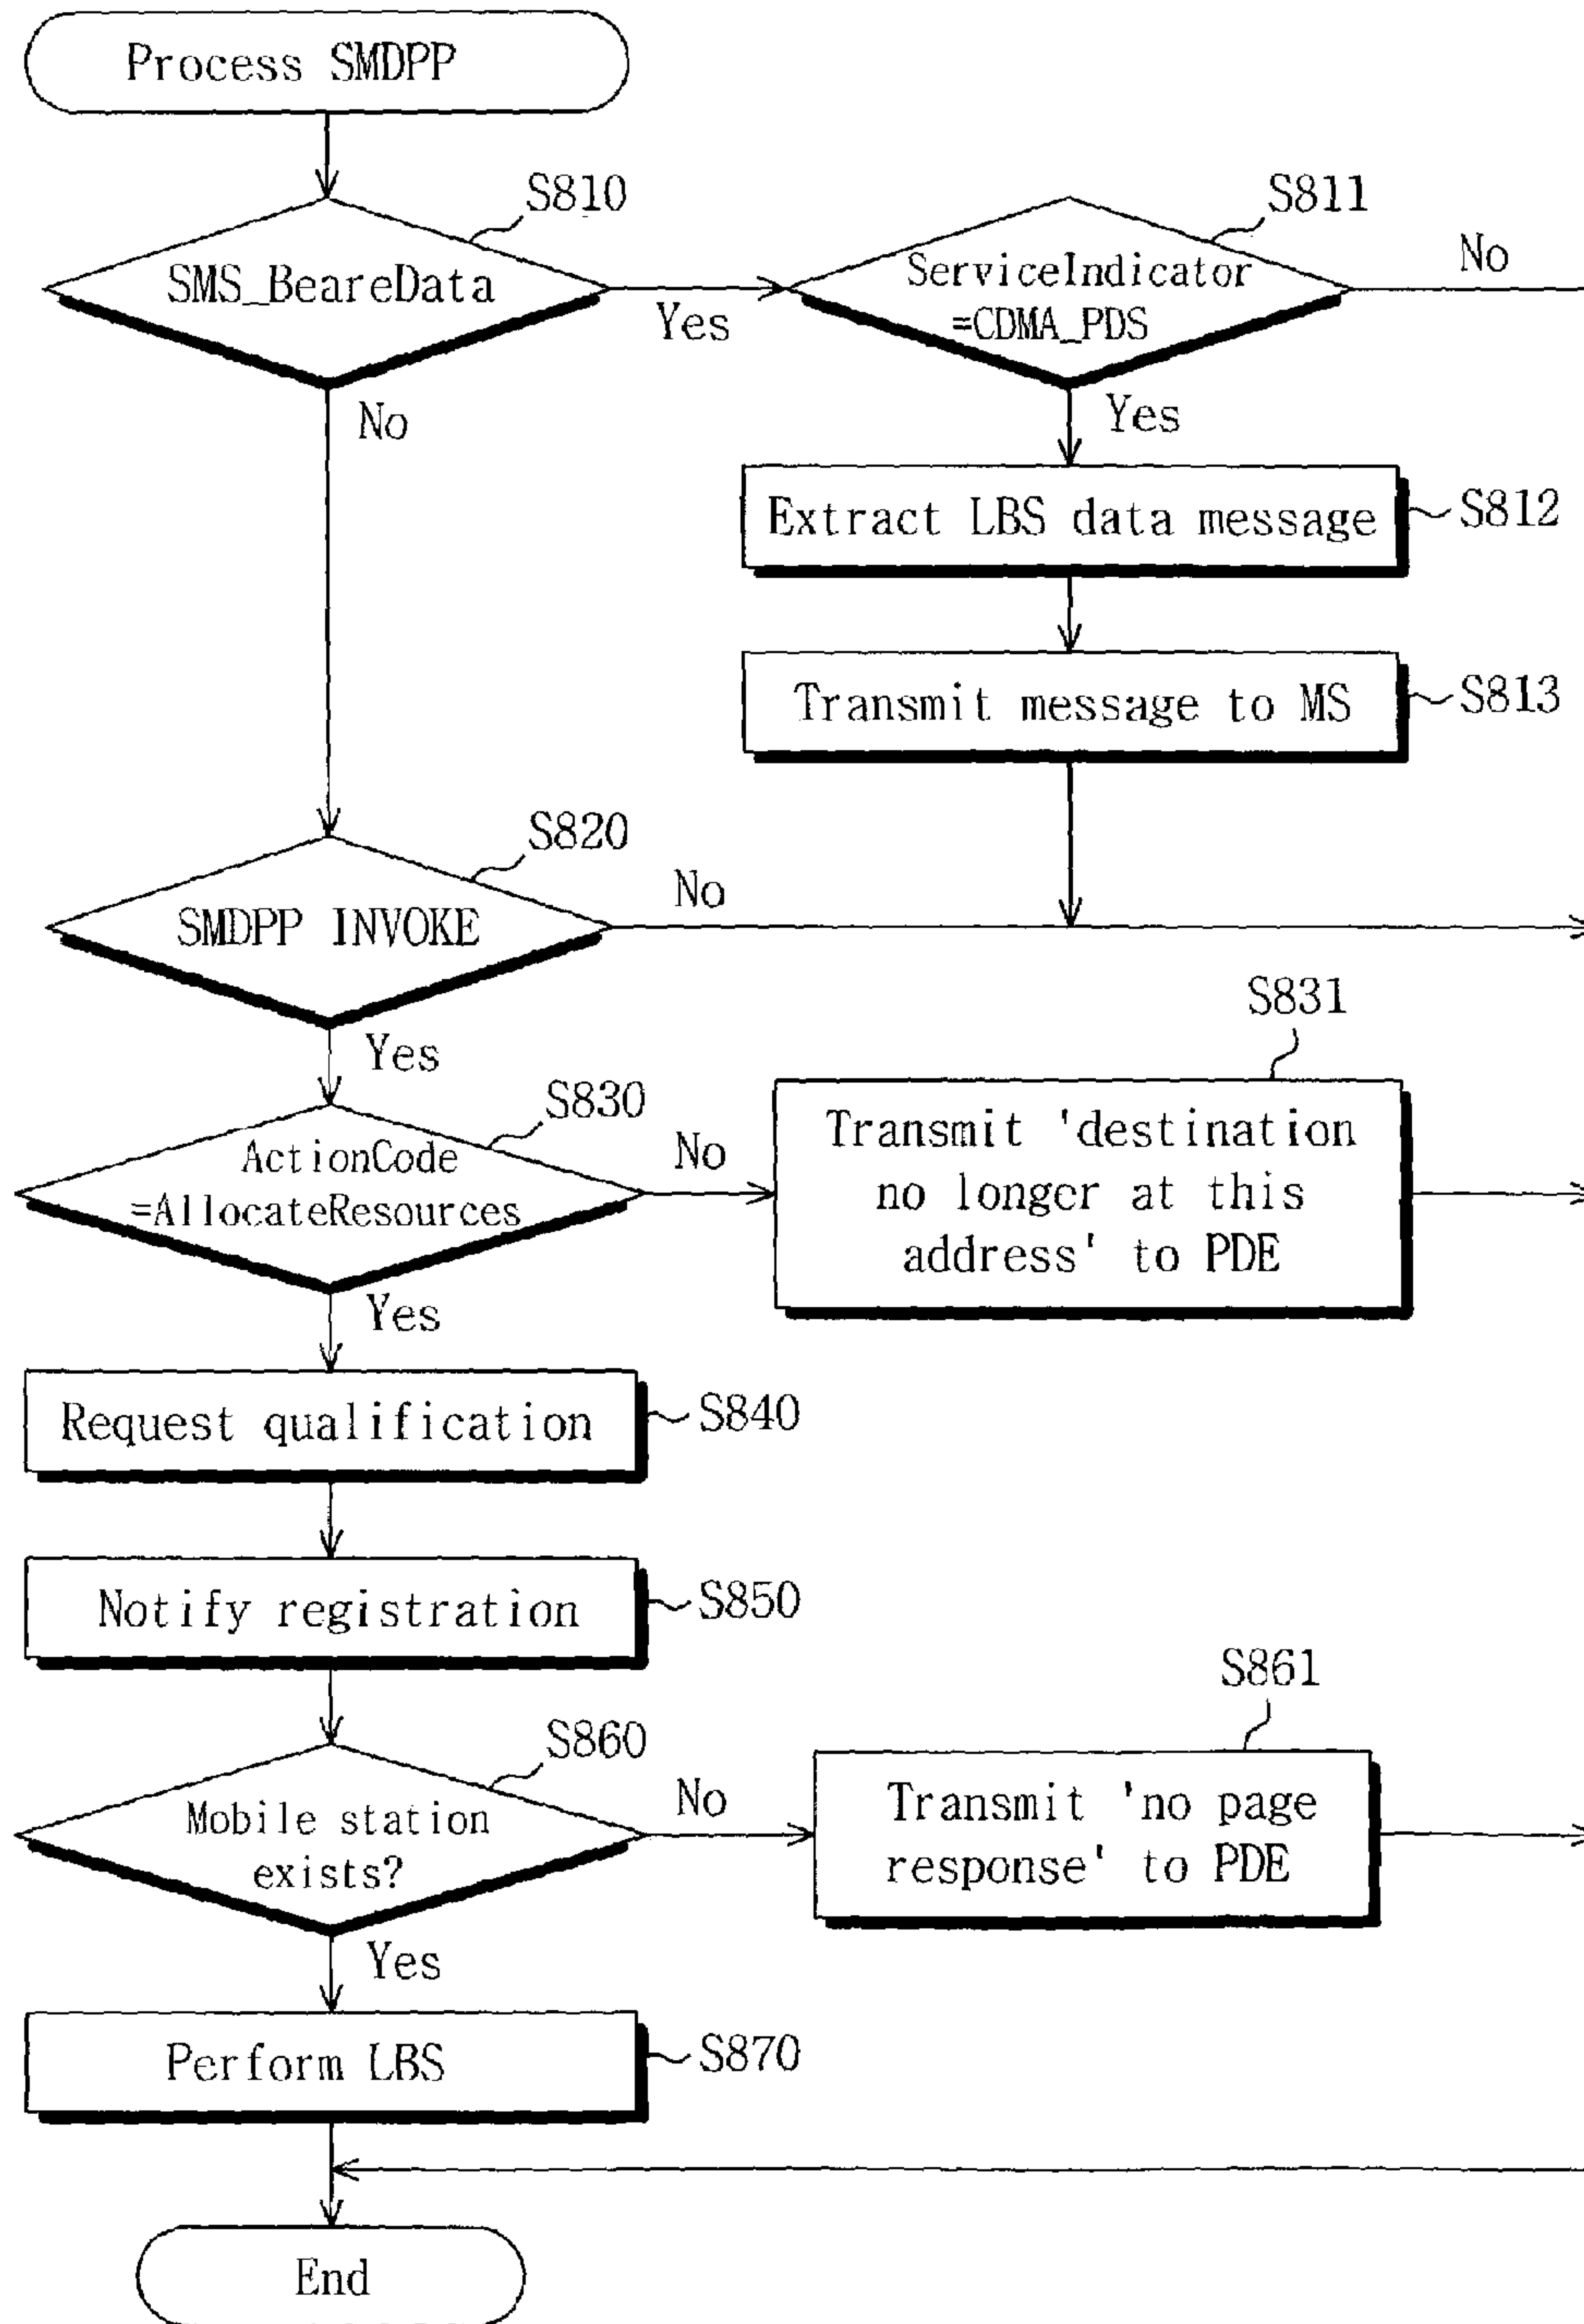 Process SMDPP
S810
SMS_BeareData
Yes
No
S811
ServiceIndicator
=CDMA_PDS
No
Yes
Extract LBS data message
S812
Transmit message to MS
S813
S820
SMDPP INVOKE
No
Yes
S830
ActionCode
=AllocateResources
No
Yes
S831
Transmit 'destination
no longer at this
address' to PDE
Request qualification
S840
Notify registration
S850
S860
Mobile station
exists?
No
Yes
S861
Transmit 'no page
response' to PDE
Perform LBS
S870
End